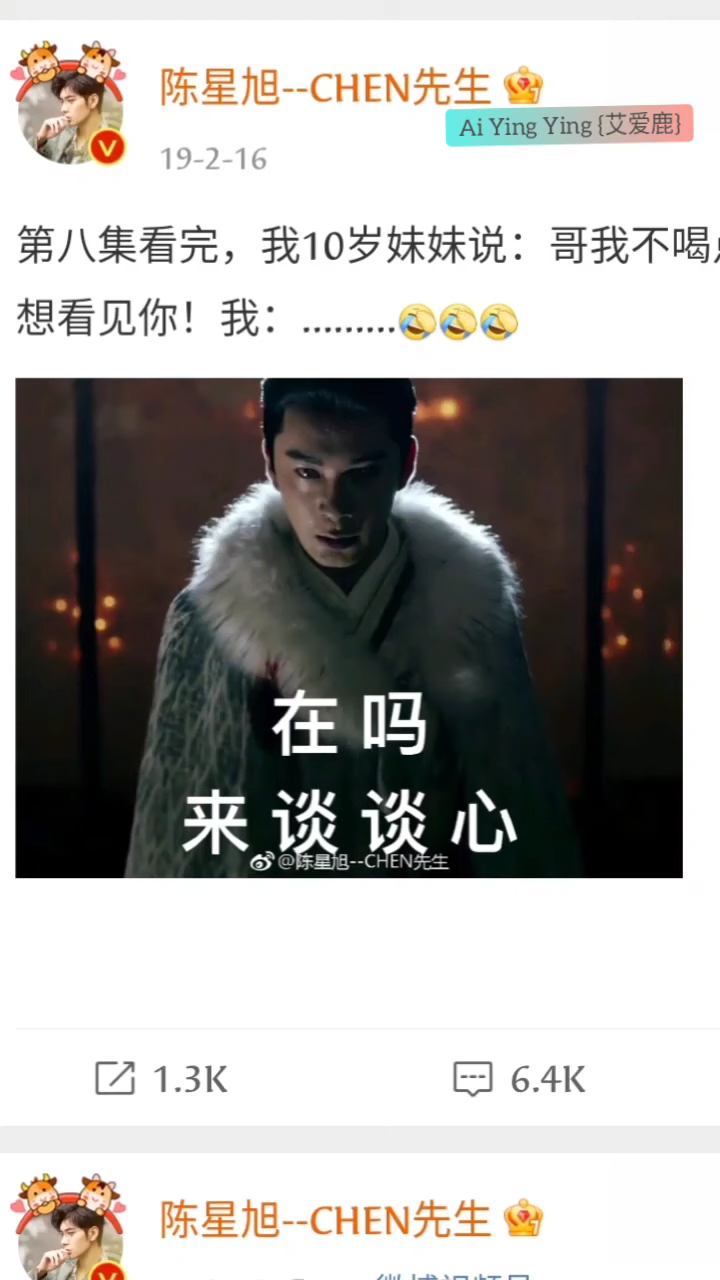 陈星旭--CHEN先生
Ai Ying Ying {艾爱鹿}
19-2-16
第八集看完，我10岁妹妹说：哥我不喝
想看见你！我：.........🤣🤣🤣
在吗
来谈谈心
@陈星旭--CHEN先生
1.3K
6.4K
陈星旭--CHEN先生